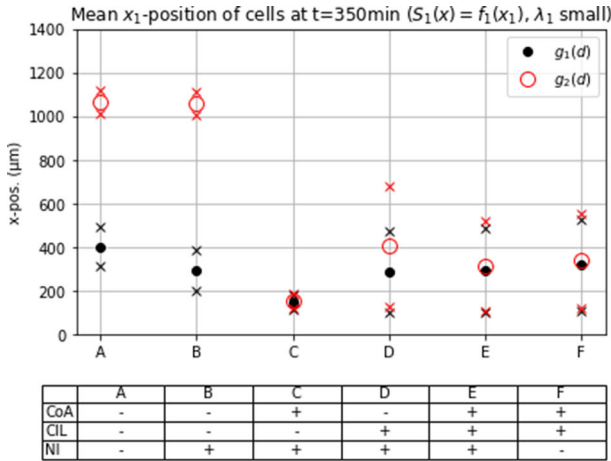 Mean x₁-position of cells at t=350min (S₁(x) = f₁(x₁), λ₁ small)
1400
1200
1000
800
600
400
200
0
x-pos. (μm)
g₁(d)
g₂(d)
A B C D E F
A B C D E F
CoA - - + - + +
CIL - - - + + +
NI - + + + + -